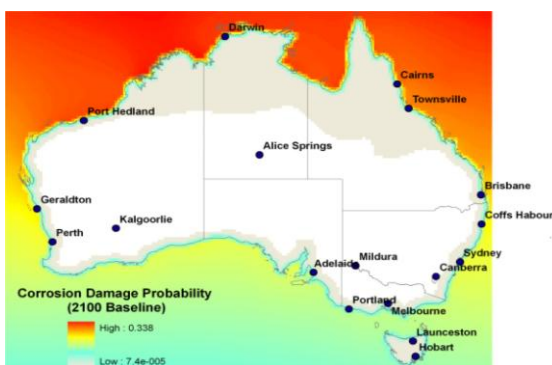 Darwin
Cairns
Townsville
Port Hedland
Alice Springs
Brisbane
Geraldton
Coffs Habour
Kalgoorlie
Perth
Sydney
Mildura
Adelaid
Canberra
Corrosion Damage Probability
(2100 Baseline)
Portland
Melbourne
High : 0.338
Launceston
Hobart
Low : 7.4e-005